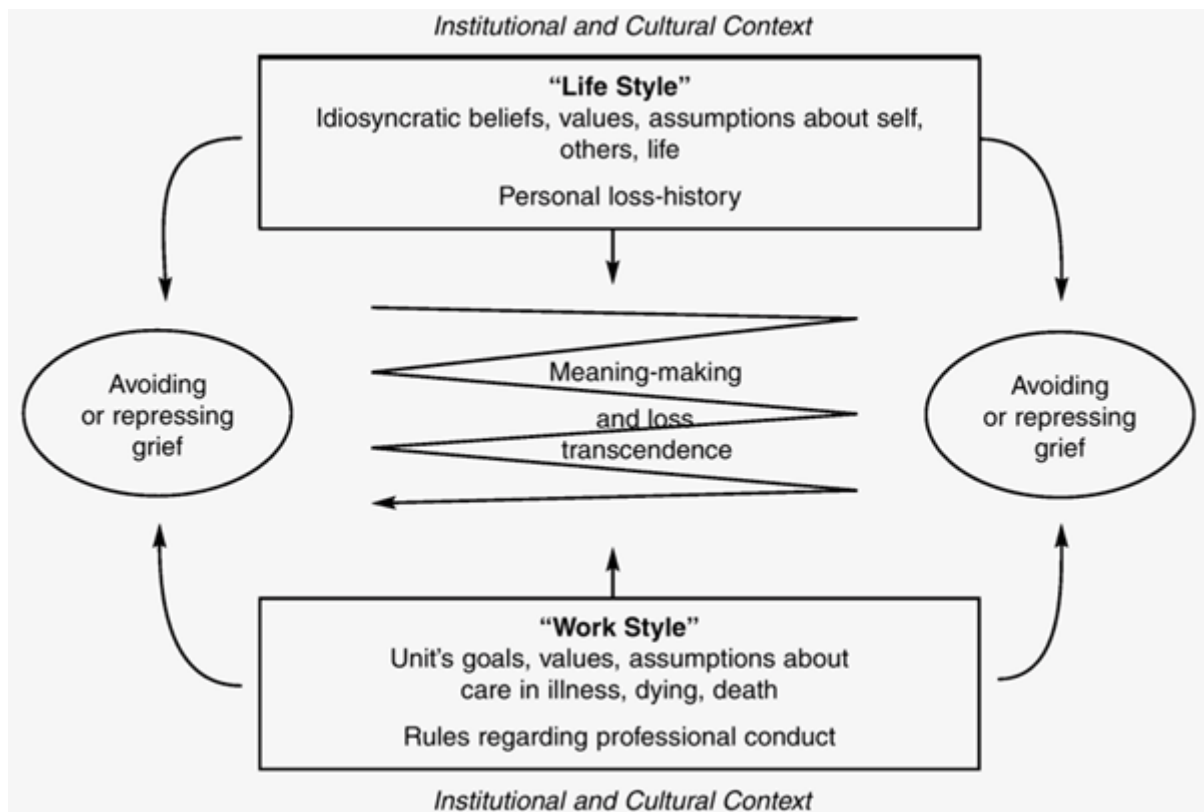 Institutional and Cultural Context
“Life Style”
Idiosyncratic beliefs, values, assumptions about self,
others, life
Personal loss-history
Avoiding
or repressing
grief
Meaning-making
and loss
transcendence
Avoiding
or repressing
grief
“Work Style”
Unit's goals, values, assumptions about
care in illness, dying, death
Rules regarding professional conduct
Institutional and Cultural Context